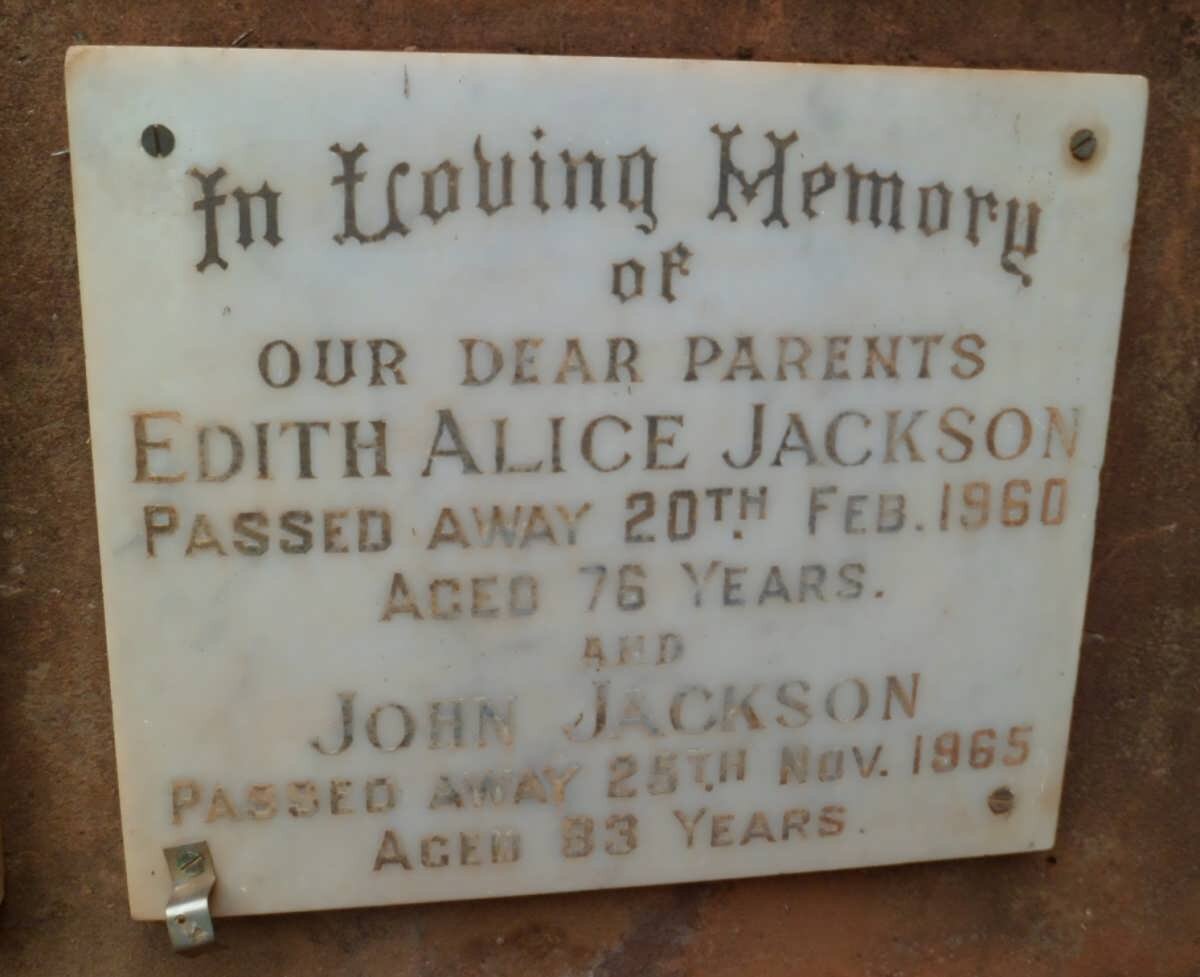 In Loving Memory
of
OUR DEAR PARENTS
EDITH ALICE JACKSON
PASSED AWAY 20TH. FEB. 1960
AGED 76 YEARS.
AND
JOHN JACKSON
PASSED AWAY 25TH. NOV. 1965
AGED 83 YEARS.